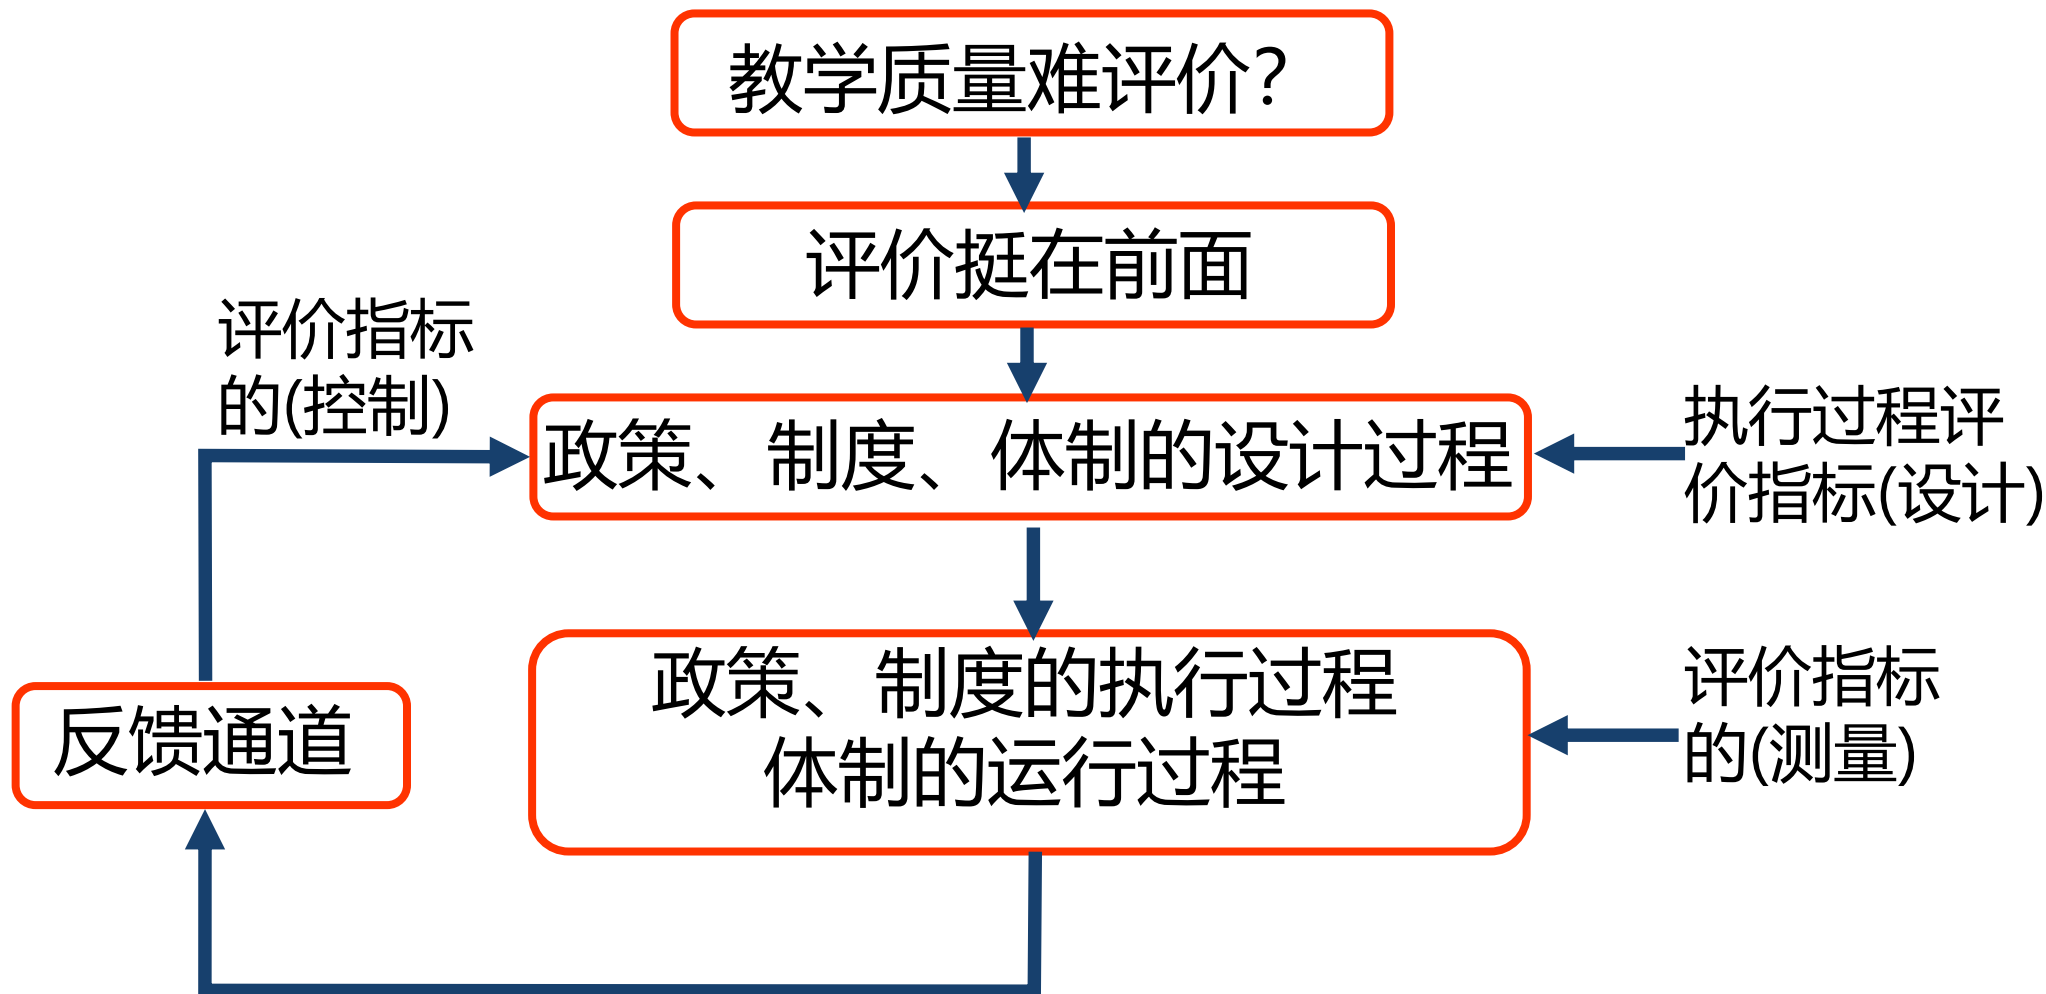 教学质量难评价?
评价挺在前面
评价指标
的(控制)
政策、制度、体制的设计过程
执行过程评
价指标(设计)
政策、制度的执行过程
体制的运行过程
评价指标
的(测量)
反馈通道